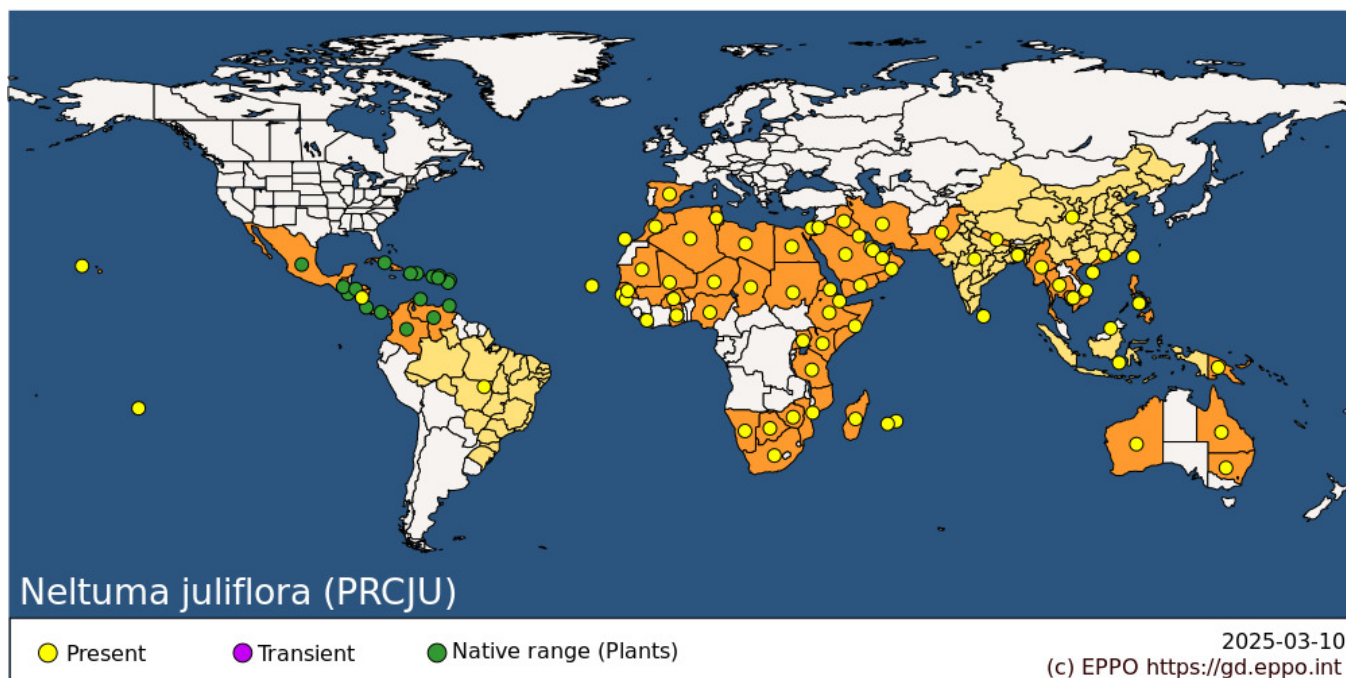 Neltuma juliflora (PRCJU)
Present
Transient
Native range (Plants)
2025-03-10
(c) EPPO https://gd.eppo.int